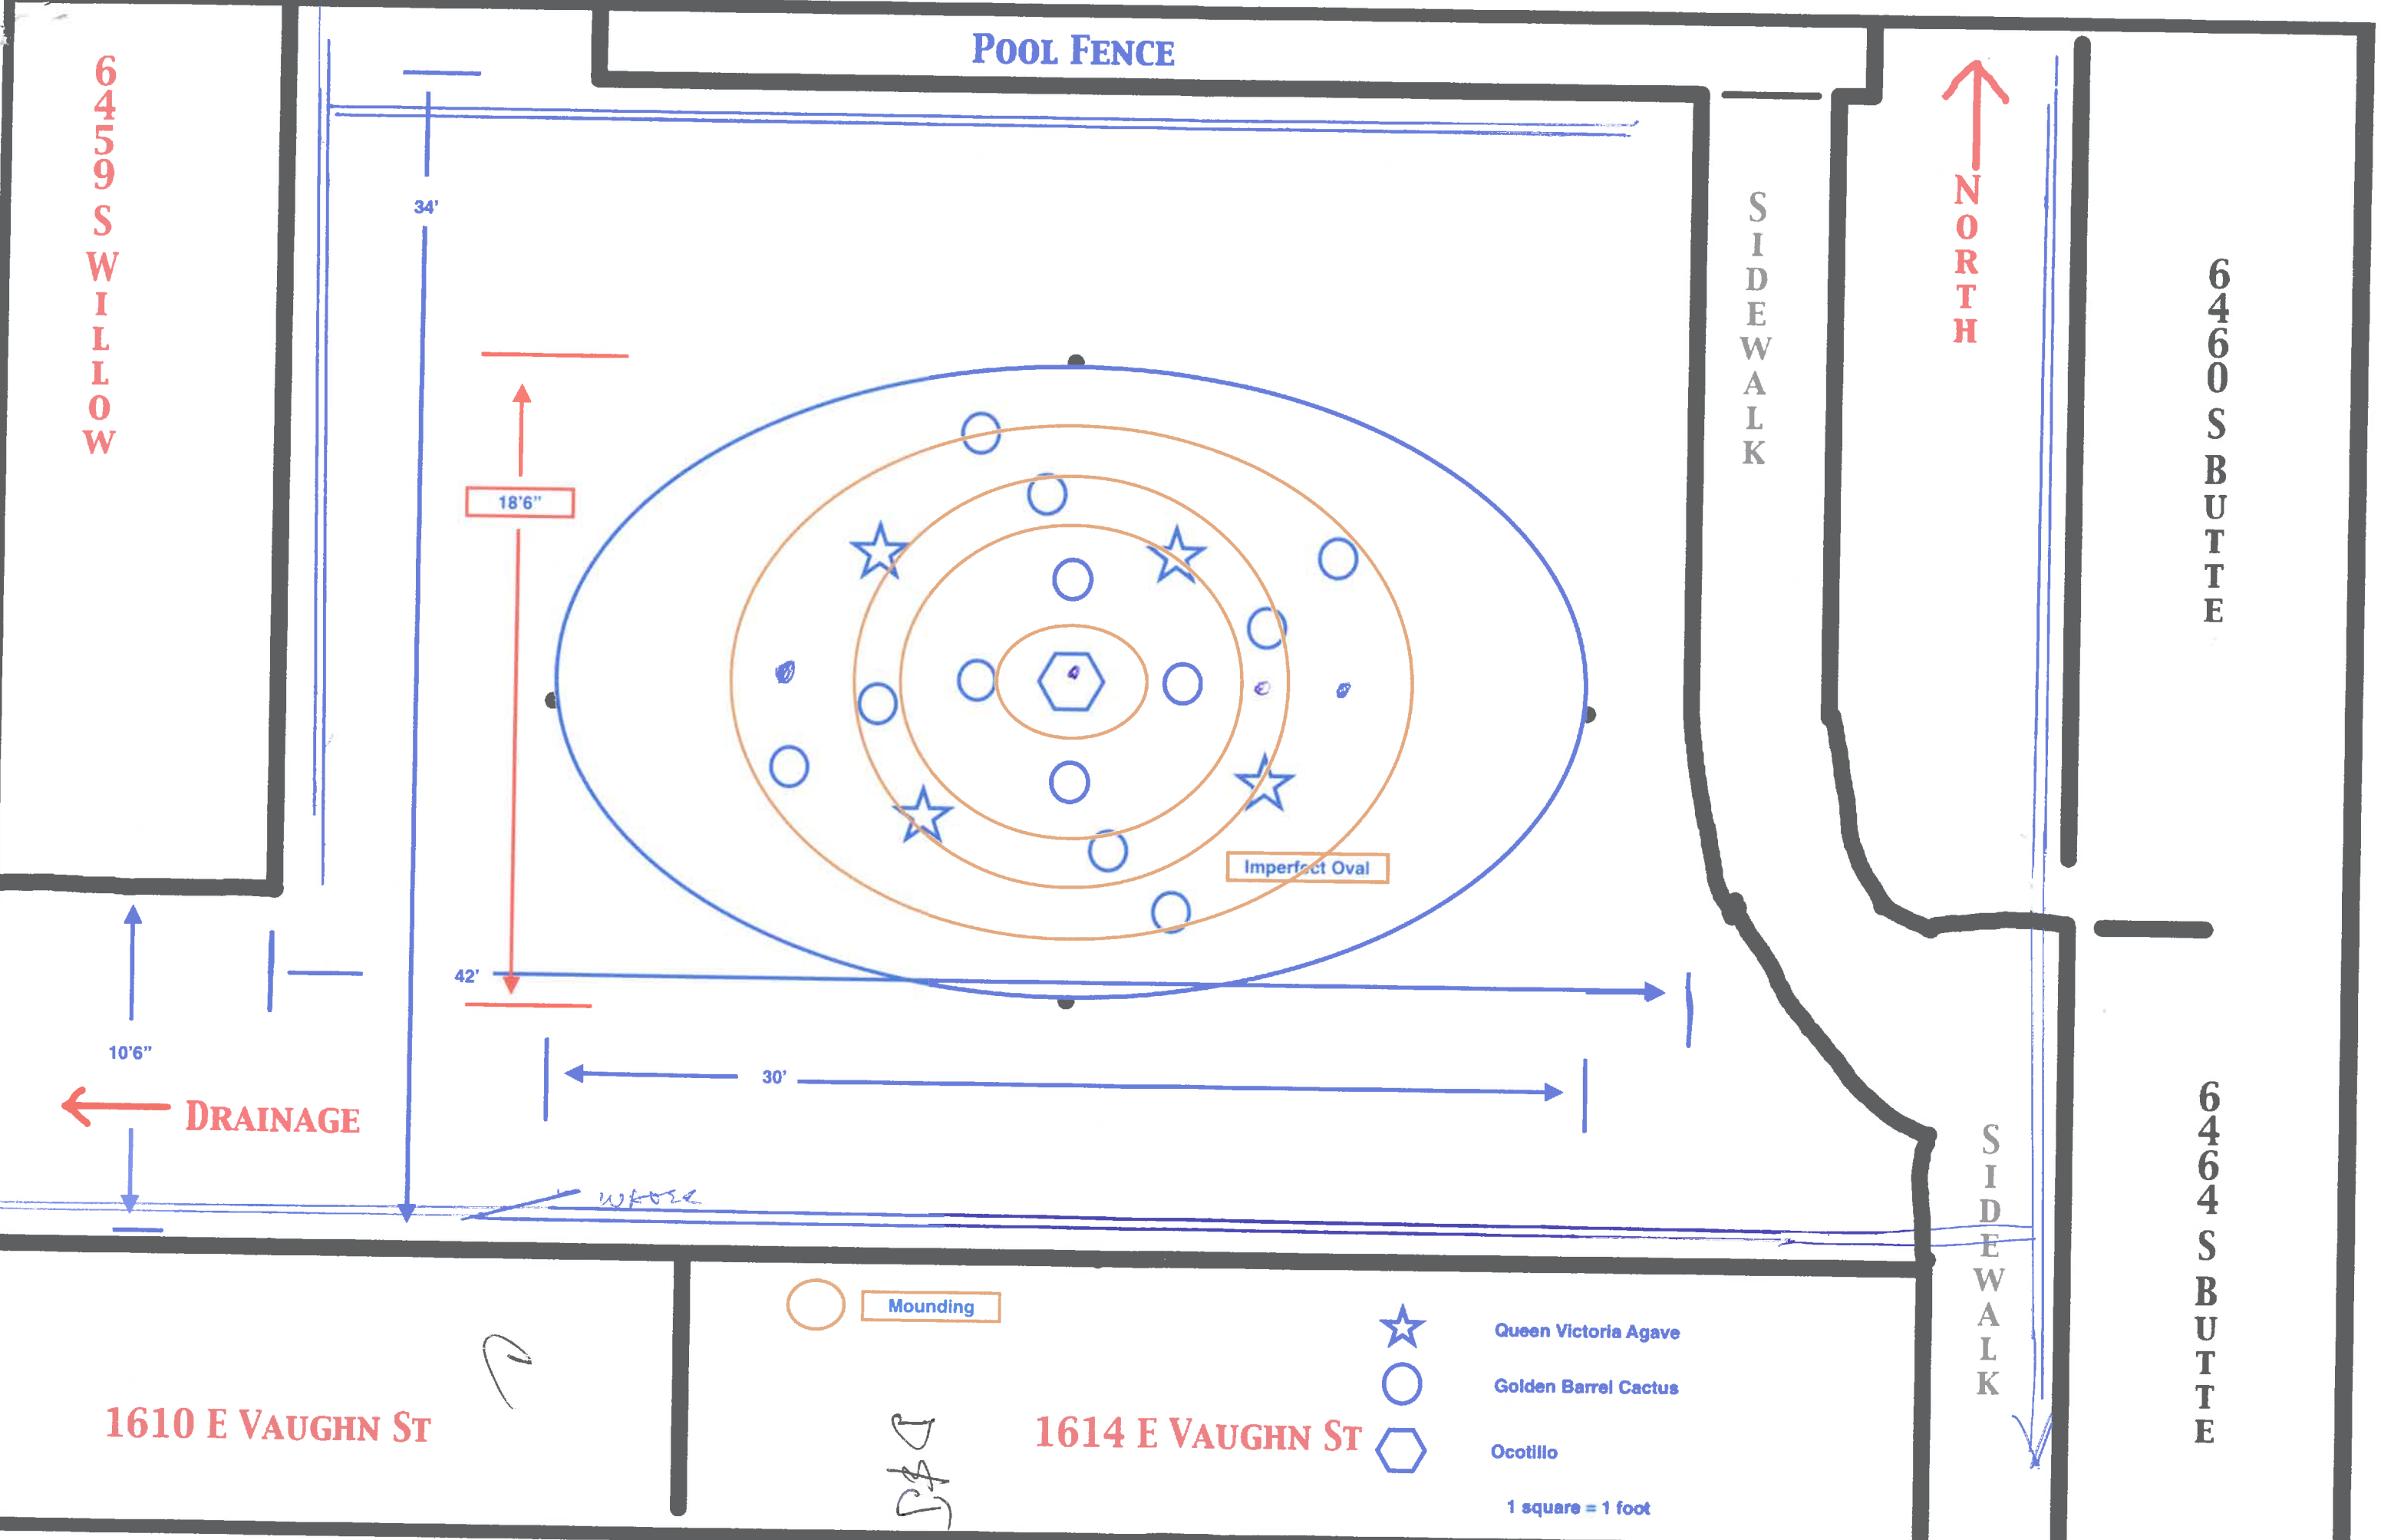 POOL FENCE
6459 S WILLOW
34'
SIDEWALK
NORTH
6460 S BUTTE
18'6"
Imperfect Oval
42'
10'6"
30'
DRAINAGE
6464 S BUTTE
SIDEWALK
Mounding
Queen Victoria Agave
1610 E VAUGHN ST
Golden Barrel Cactus
1614 E VAUGHN ST
Ocotillo
1 square = 1 foot